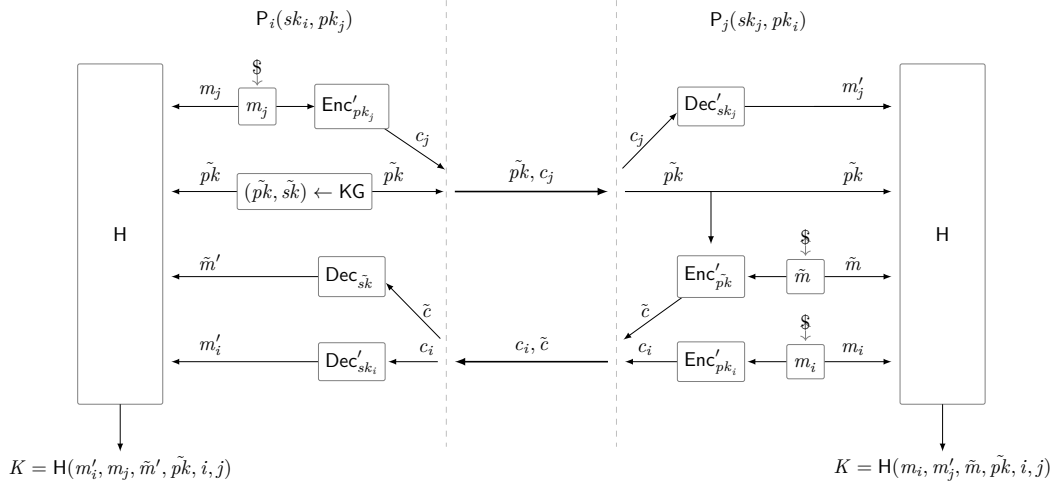 P_i(sk_i, pk_j) P_j(sk_j, pk_i)
$
m_j m_j Enc'_{pk_j} Dec'_{sk_j} m'_j
c_j c_j
p̃k (p̃k, s̃k) ← KG p̃k p̃k, c_j p̃k p̃k
H H
$
m̃' Dec_{s̃k} Enc'_{p̃k} m̃ m̃
c̃ c̃
$
m'_i Dec'_{sk_i} c_i c_i, c̃ c_i Enc'_{pk_i} m_i m_i
K = H(m'_i, m_j, m̃', p̃k, i, j) K = H(m_i, m'_j, m̃, p̃k, i, j)